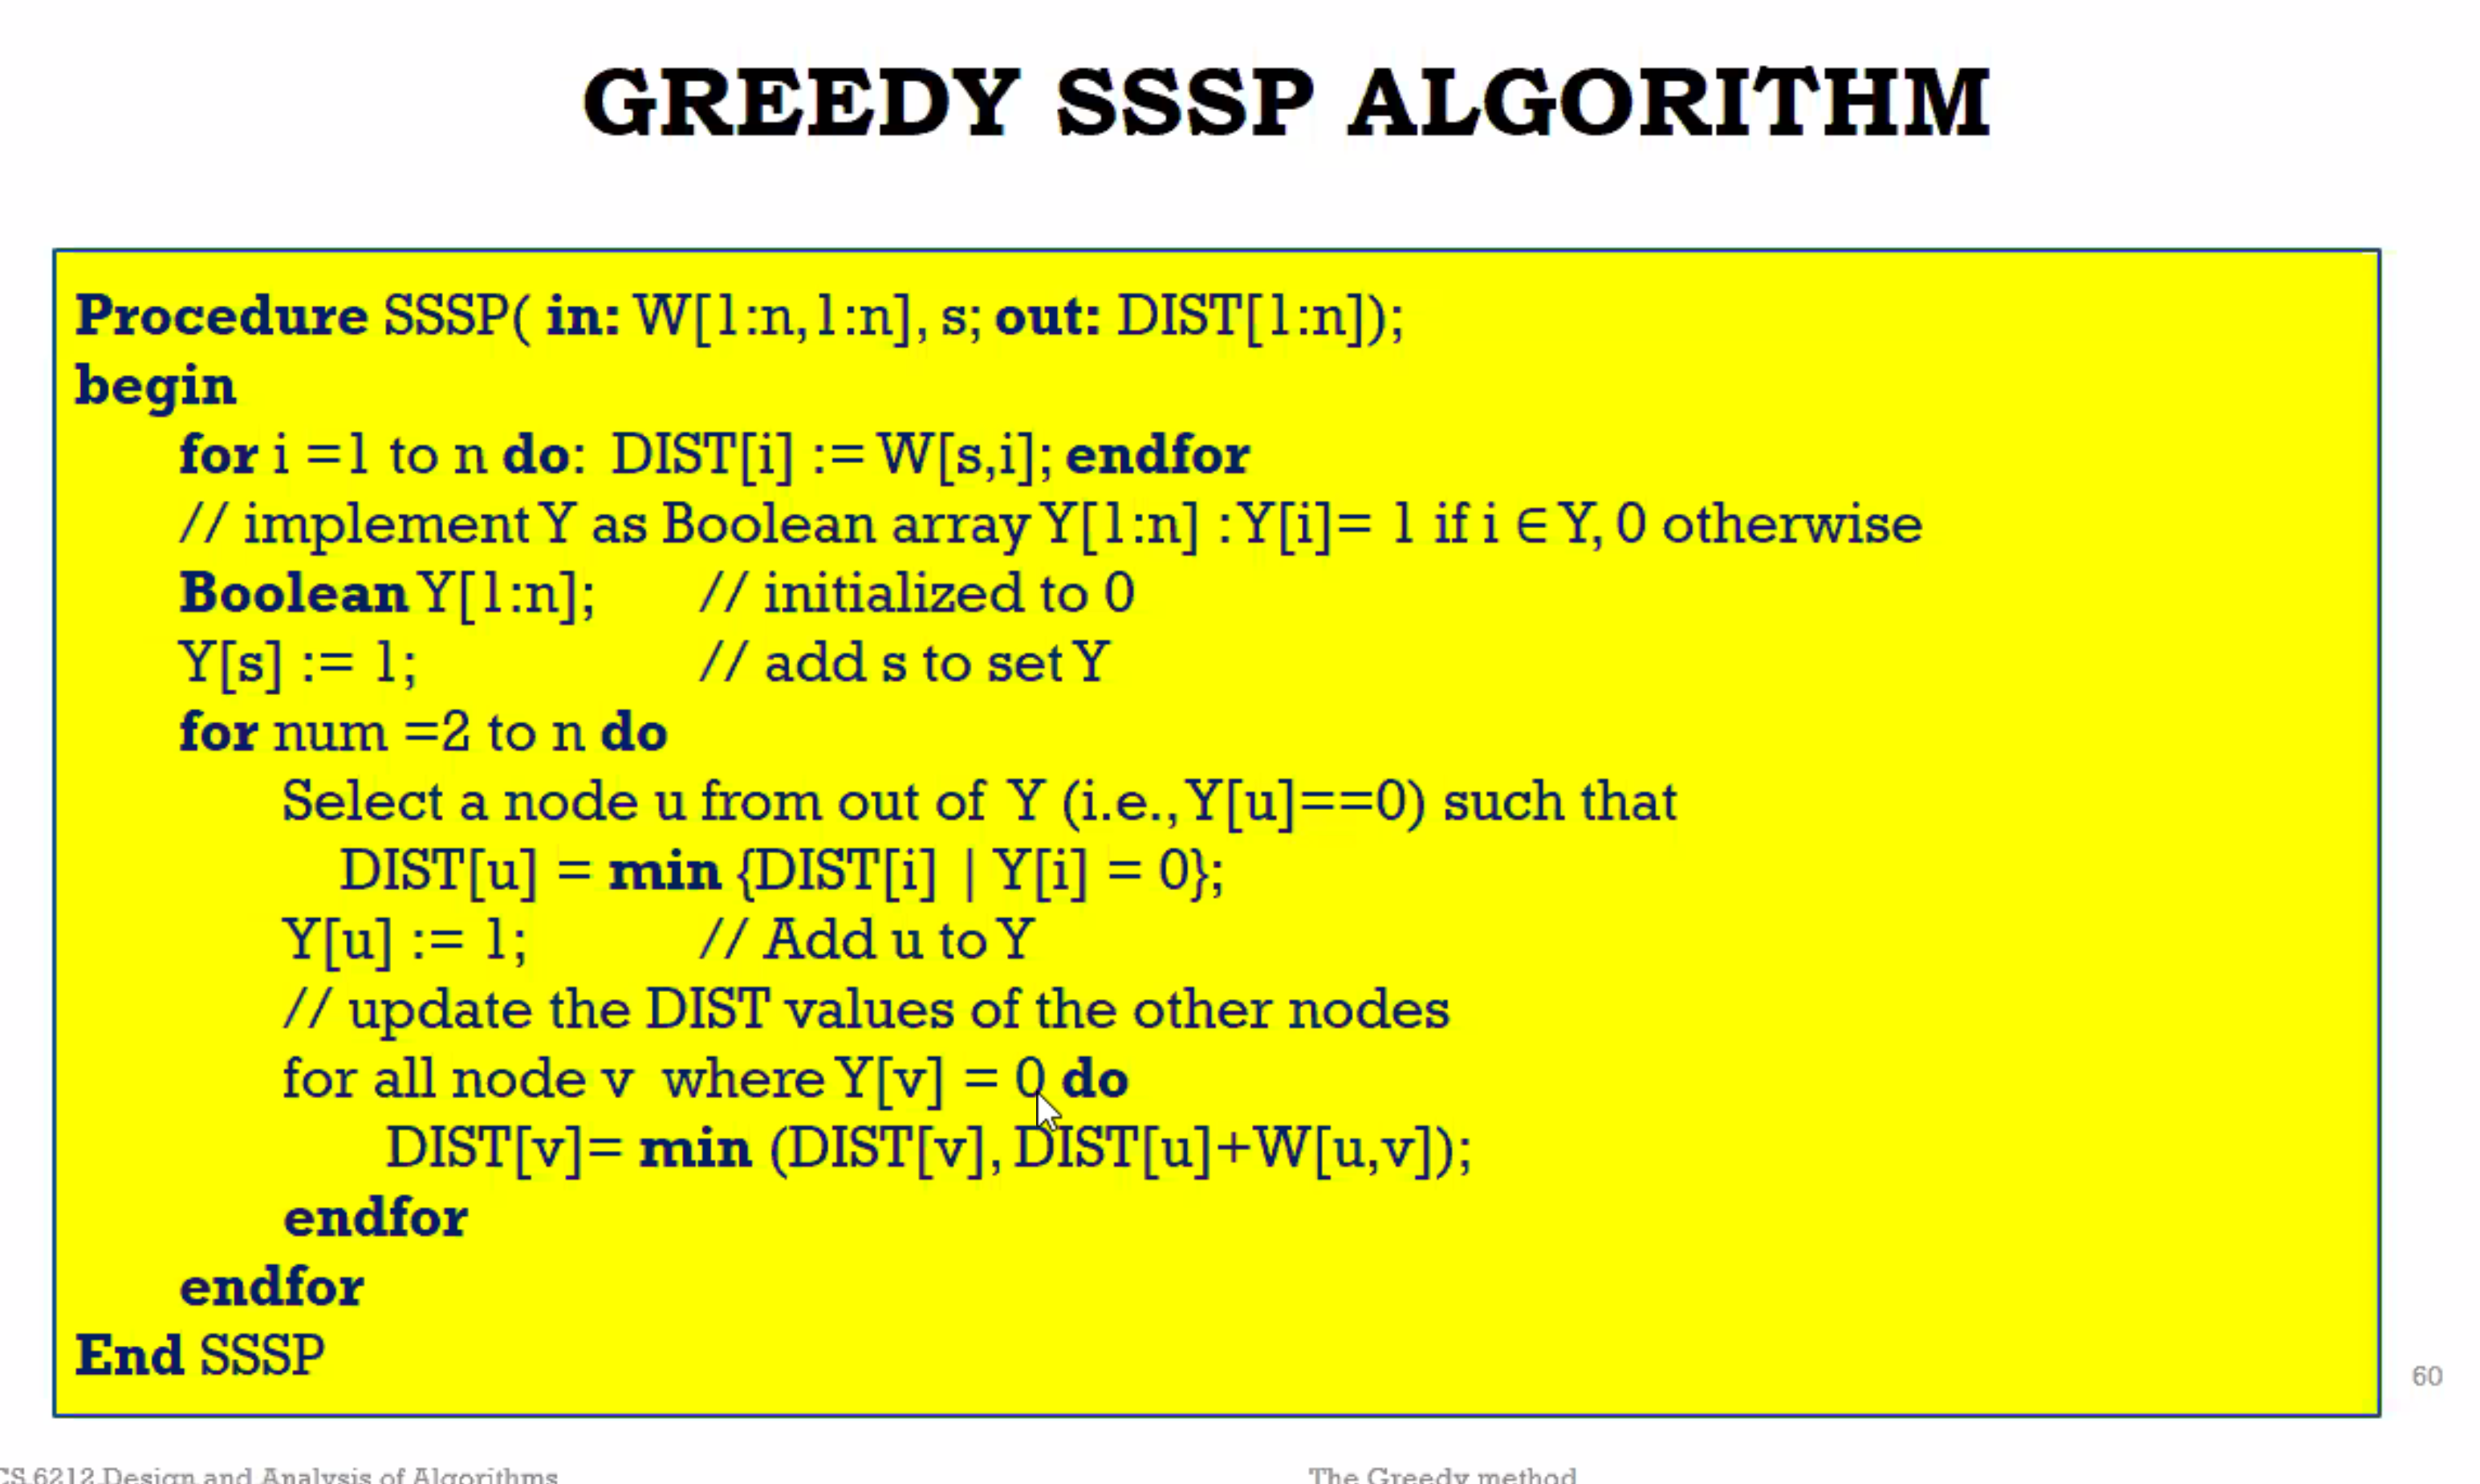 GREEDY SSSP ALGORITHM
Procedure SSSP( in: W[1:n,1:n], s; out: DIST[1:n]);
begin
for i =1 to n do: DIST[i] := W[s,i]; endfor
// implement Y as Boolean array Y[1:n] : Y[i]= 1 if i ∈ Y, 0 otherwise
Boolean Y[1:n]; // initialized to 0
Y[s] := 1; // add s to set Y
for num =2 to n do
Select a node u from out of Y (i.e., Y[u]==0) such that
DIST[u] = min {DIST[i] | Y[i] = 0};
Y[u] := 1; // Add u to Y
// update the DIST values of the other nodes
for all node v where Y[v] = 0 do
DIST[v]= min (DIST[v], DIST[u]+W[u,v]);
endfor
endfor
End SSSP
60
CS 6212 Design and Analysis of Algorithms
The Greedy method